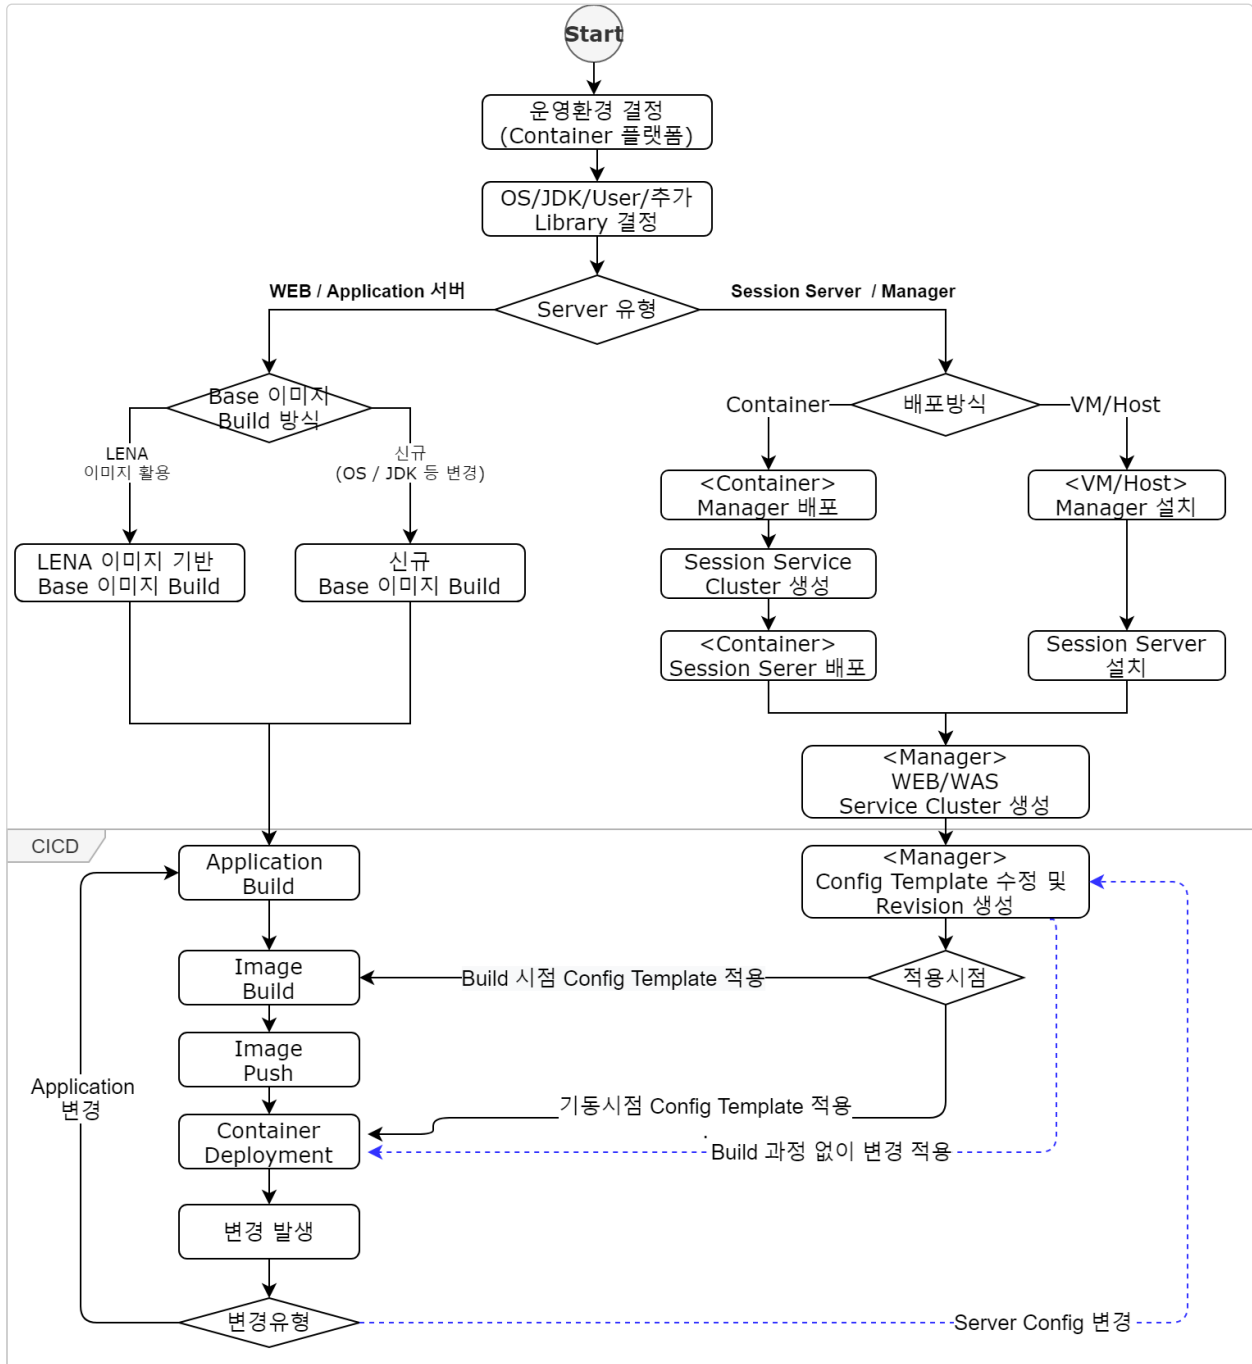 Start
운영환경 결정
(Container 플랫폼)
OS/JDK/User/추가
Library 결정
Server 유형
WEB / Application 서버
Session Server / Manager
Base 이미지
Build 방식
배포방식
Container
VM/Host
LENA
이미지 활용
신규
(OS / JDK 등 변경)
<Container>
Manager 배포
<VM/Host>
Manager 설치
LENA 이미지 기반
Base 이미지 Build
신규
Base 이미지 Build
Session Service
Cluster 생성
<Container>
Session Serer 배포
Session Server
설치
<Manager>
WEB/WAS
Service Cluster 생성
CICD
Application
Build
<Manager>
Config Template 수정 및
Revision 생성
Image
Build
Build 시점 Config Template 적용
적용시점
Image
Push
Application
변경
기동시점 Config Template 적용
.
Container
Deployment
Build 과정 없이 변경 적용
변경 발생
변경유형
Server Config 변경